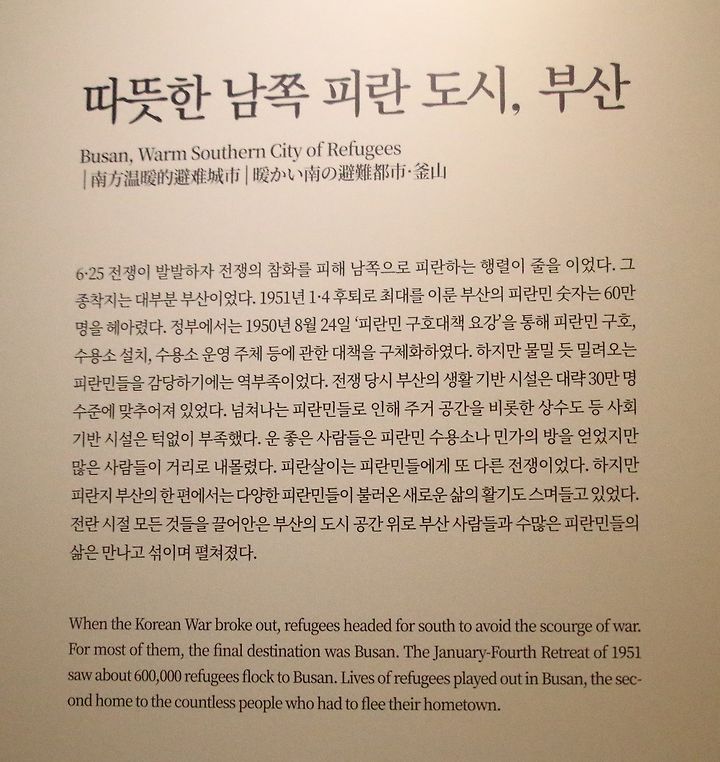 따뜻한 남쪽 피란 도시, 부산
Busan, Warm Southern City of Refugees
| 南方温暖的避难城市 | 暖かい南の避難都市·釜山
6·25 전쟁이 발발하자 전쟁의 참화를 피해 남쪽으로 피란하는 행렬이 줄을 이었다. 그
종착지는 대부분 부산이었다. 1951년 1·4 후퇴로 최대를 이룬 부산의 피란민 숫자는 60만
명을 헤아렸다. 정부에서는 1950년 8월 24일 ‘피란민 구호대책 요강’을 통해 피란민 구호,
수용소 설치, 수용소 운영 주체 등에 관한 대책을 구체화하였다. 하지만 물밀 듯 밀려오는
피란민들을 감당하기에는 역부족이었다. 전쟁 당시 부산의 생활 기반 시설은 대략 30만 명
수준에 맞추어져 있었다. 넘쳐나는 피란민들로 인해 주거 공간을 비롯한 상수도 등 사회
기반 시설은 턱없이 부족했다. 운 좋은 사람들은 피란민 수용소나 민가의 방을 얻었지만
많은 사람들이 거리로 내몰렸다. 피란살이는 피란민들에게 또 다른 전쟁이었다. 하지만
피란지 부산의 한 편에서는 다양한 피란민들이 불러온 새로운 삶의 활기도 스며들고 있었다.
전란 시절 모든 것들을 끌어안은 부산의 도시 공간 위로 부산 사람들과 수많은 피란민들의
삶은 만나고 섞이며 펼쳐졌다.
When the Korean War broke out, refugees headed for south to avoid the scourge of war.
For most of them, the final destination was Busan. The January-Fourth Retreat of 1951
saw about 600,000 refugees flock to Busan. Lives of refugees played out in Busan, the sec-
ond home to the countless people who had to flee their hometown.